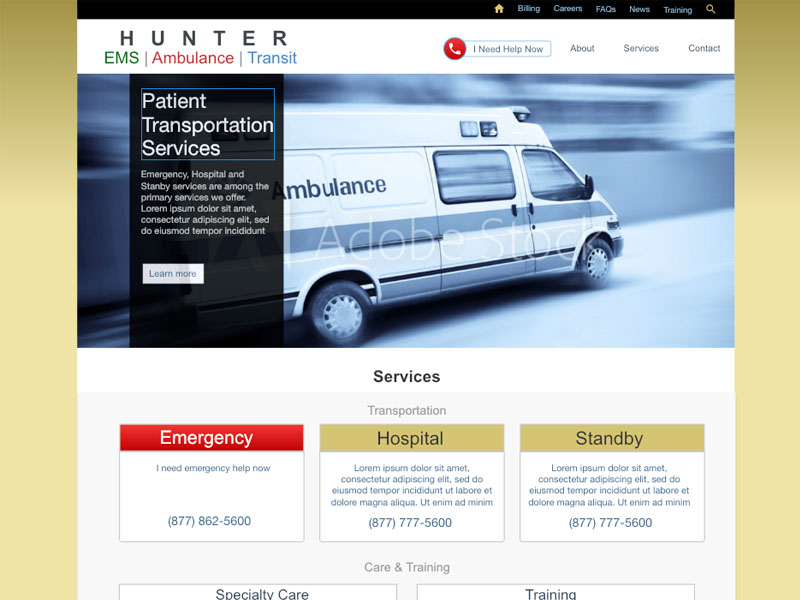 Billing Careers FAQs News Training
HUNTER
EMS | Ambulance | Transit
I Need Help Now
About Services Contact
Patient
Transportation
Services
Emergency, Hospital and
Stanby services are among the
primary services we offer.
Lorem ipsum dolor sit amet,
consectetur adipiscing elit, sed
do eiusmod tempor incididunt
Learn more
Ambulance
Adobe Stock
Services
Transportation
Emergency
I need emergency help now
(877) 862-5600
Hospital
Lorem ipsum dolor sit amet,
consectetur adipiscing elit, sed do
eiusmod tempor incididunt ut labore et
dolore magna aliqua. Ut enim ad minim
(877) 777-5600
Standby
Lorem ipsum dolor sit amet,
consectetur adipiscing elit, sed do
eiusmod tempor incididunt ut labore et
dolore magna aliqua. Ut enim ad minim
(877) 777-5600
Care & Training
Specialty Care
Training